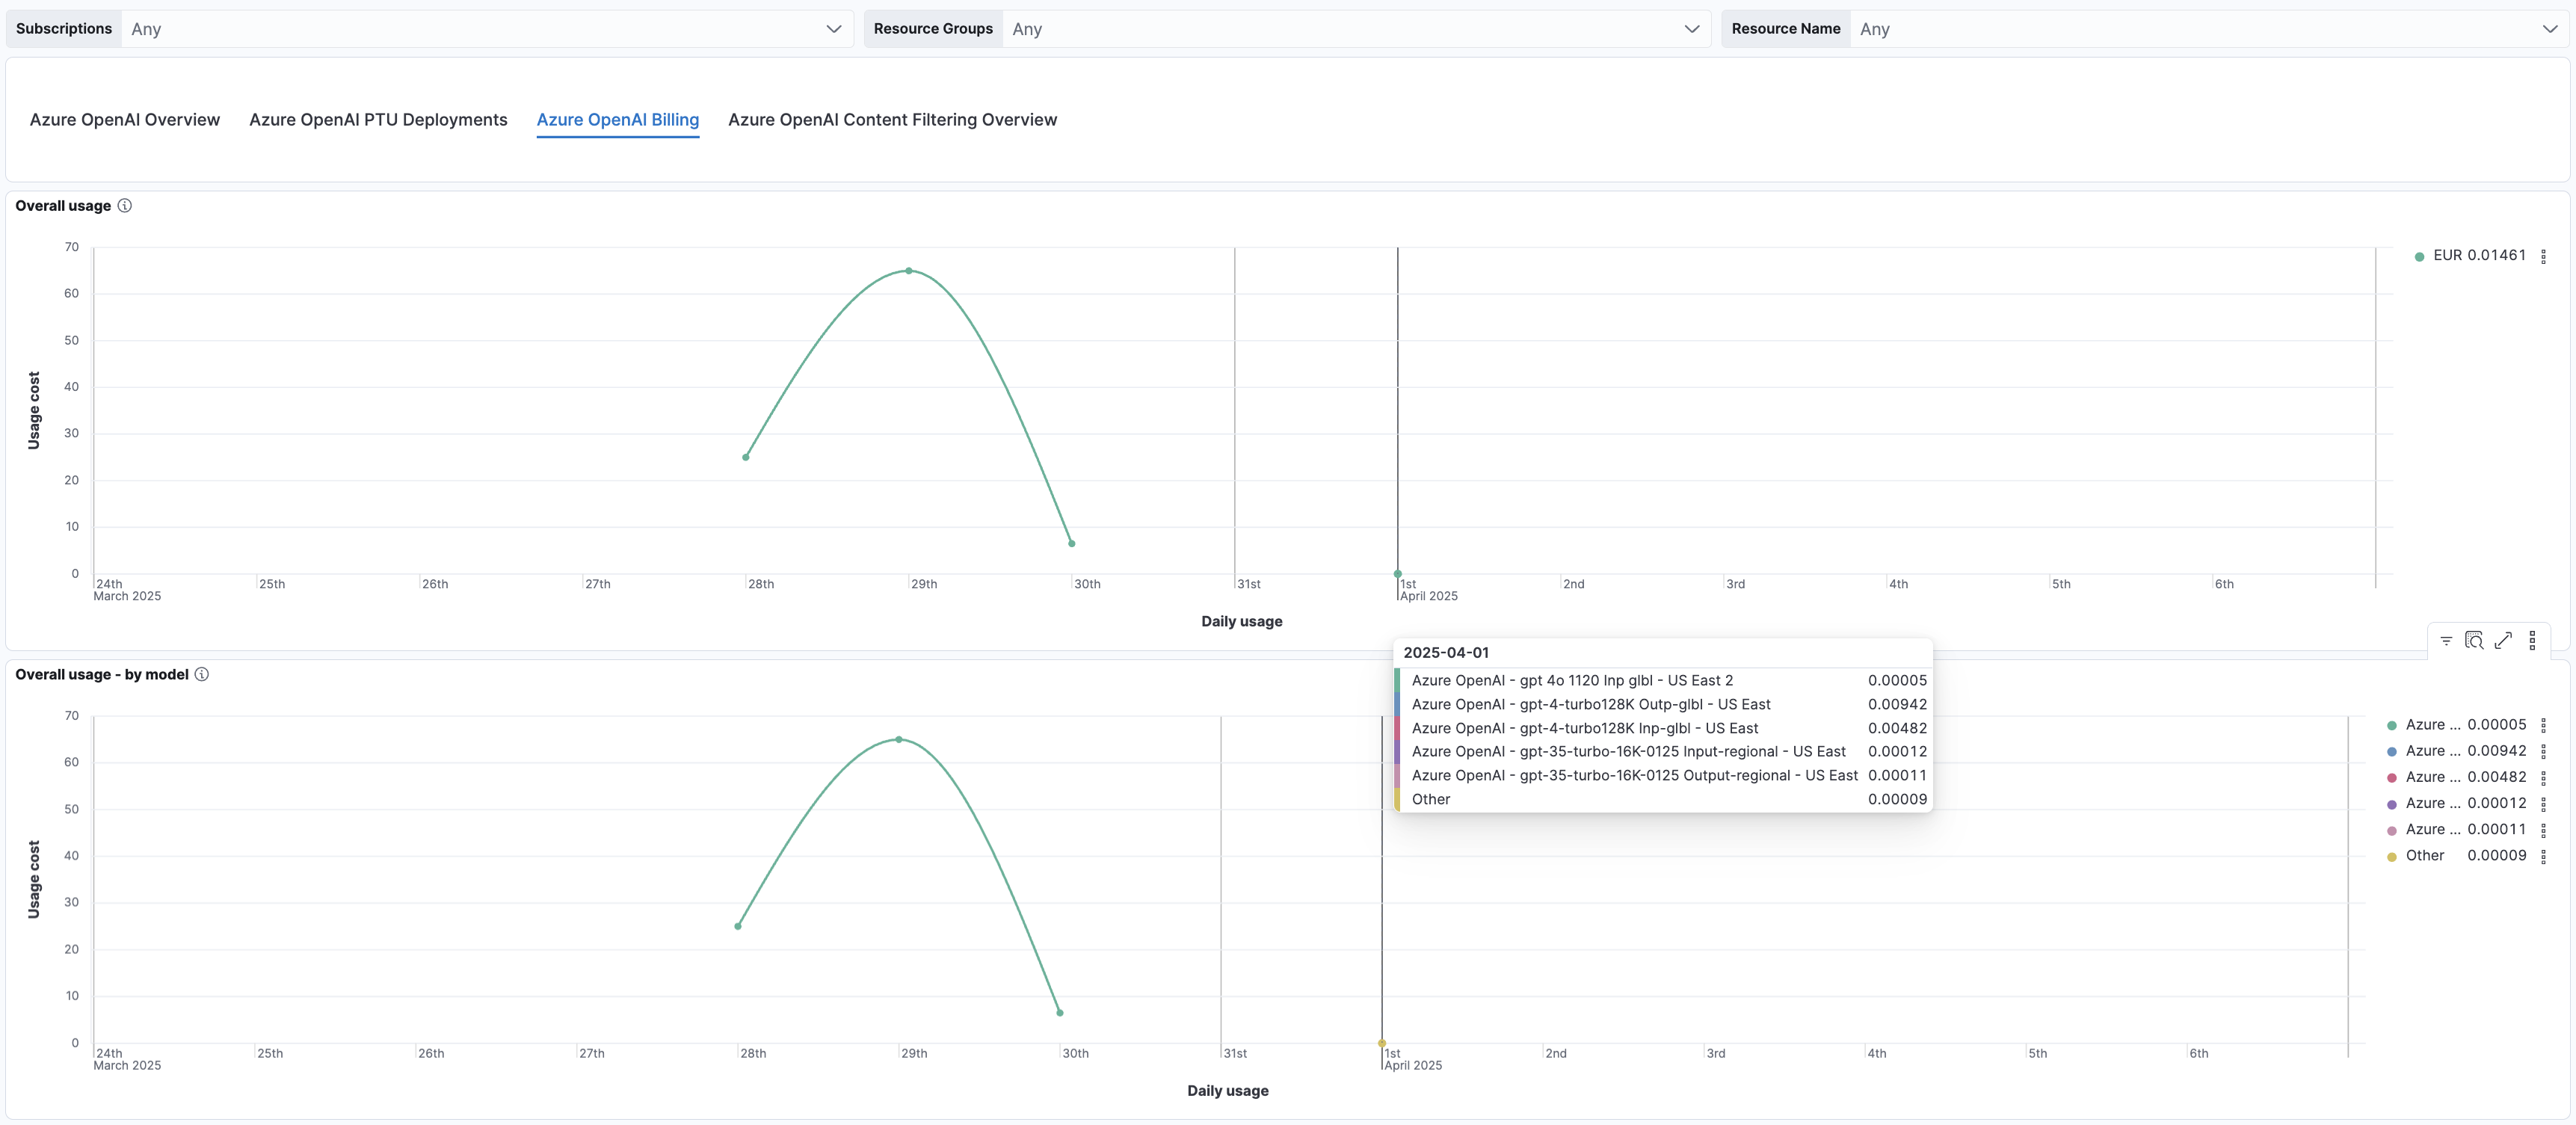 Subscriptions Any Resource Groups Any Resource Name Any
Azure OpenAI Overview Azure OpenAI PTU Deployments Azure OpenAI Billing Azure OpenAI Content Filtering Overview
Overall usage
70
60
50
40
30
20
10
0
Usage cost
24th 25th 26th 27th 28th 29th 30th 31st 1st 2nd 3rd 4th 5th 6th
March 2025 April 2025
Daily usage
EUR 0.01461
Overall usage - by model
70
60
50
40
30
20
10
0
Usage cost
24th 25th 26th 27th 28th 29th 30th 31st 1st 2nd 3rd 4th 5th 6th
March 2025 April 2025
Daily usage
2025-04-01
Azure OpenAI - gpt 4o 1120 Inp glbl - US East 2 0.00005
Azure OpenAI - gpt-4-turbo128K Outp-glbl - US East 0.00942
Azure OpenAI - gpt-4-turbo128K Inp-glbl - US East 0.00482
Azure OpenAI - gpt-35-turbo-16K-0125 Input-regional - US East 0.00012
Azure OpenAI - gpt-35-turbo-16K-0125 Output-regional - US East 0.00011
Other 0.00009
Azure ... 0.00005
Azure ... 0.00942
Azure ... 0.00482
Azure ... 0.00012
Azure ... 0.00011
Other 0.00009